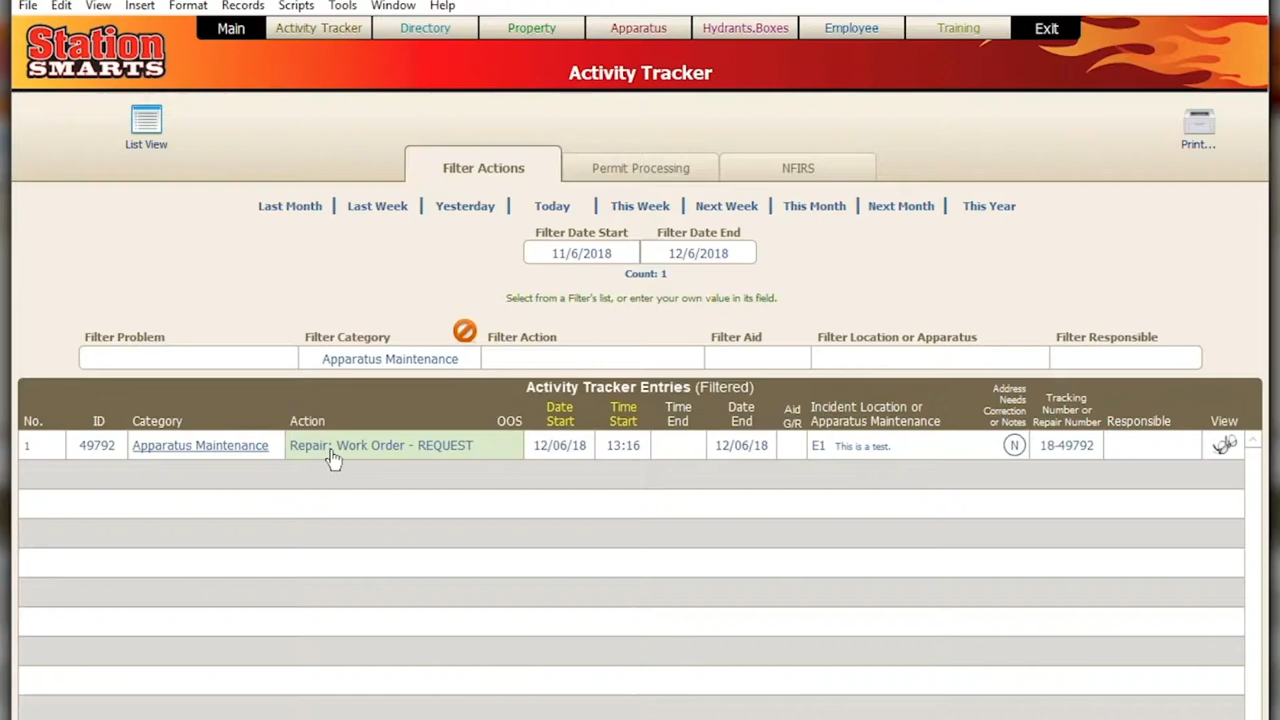 File Edit View Insert Format Records Scripts Tools Window Help
Station SMARTS
Main Activity Tracker Directory Property Apparatus Hydrants.Boxes Employee Training Exit
Activity Tracker
List View
Print...
Filter Actions Permit Processing NFIRS
Last Month Last Week Yesterday Today This Week Next Week This Month Next Month This Year
Filter Date Start Filter Date End
11/6/2018 12/6/2018
Count: 1
Select from a Filter's list, or enter your own value in its field.
Filter Problem Filter Category Filter Action Filter Aid Filter Location or Apparatus Filter Responsible
Apparatus Maintenance
Activity Tracker Entries (Filtered)
No. ID Category Action OOS Date Start Time Start Time End Date End Aid G/R Incident Location or Apparatus Maintenance Address Needs Correction or Notes Tracking Number or Repair Number Responsible View
1 49792 Apparatus Maintenance Repair: Work Order - REQUEST 12/06/18 13:16 12/06/18 E1 This is a test. N 18-49792